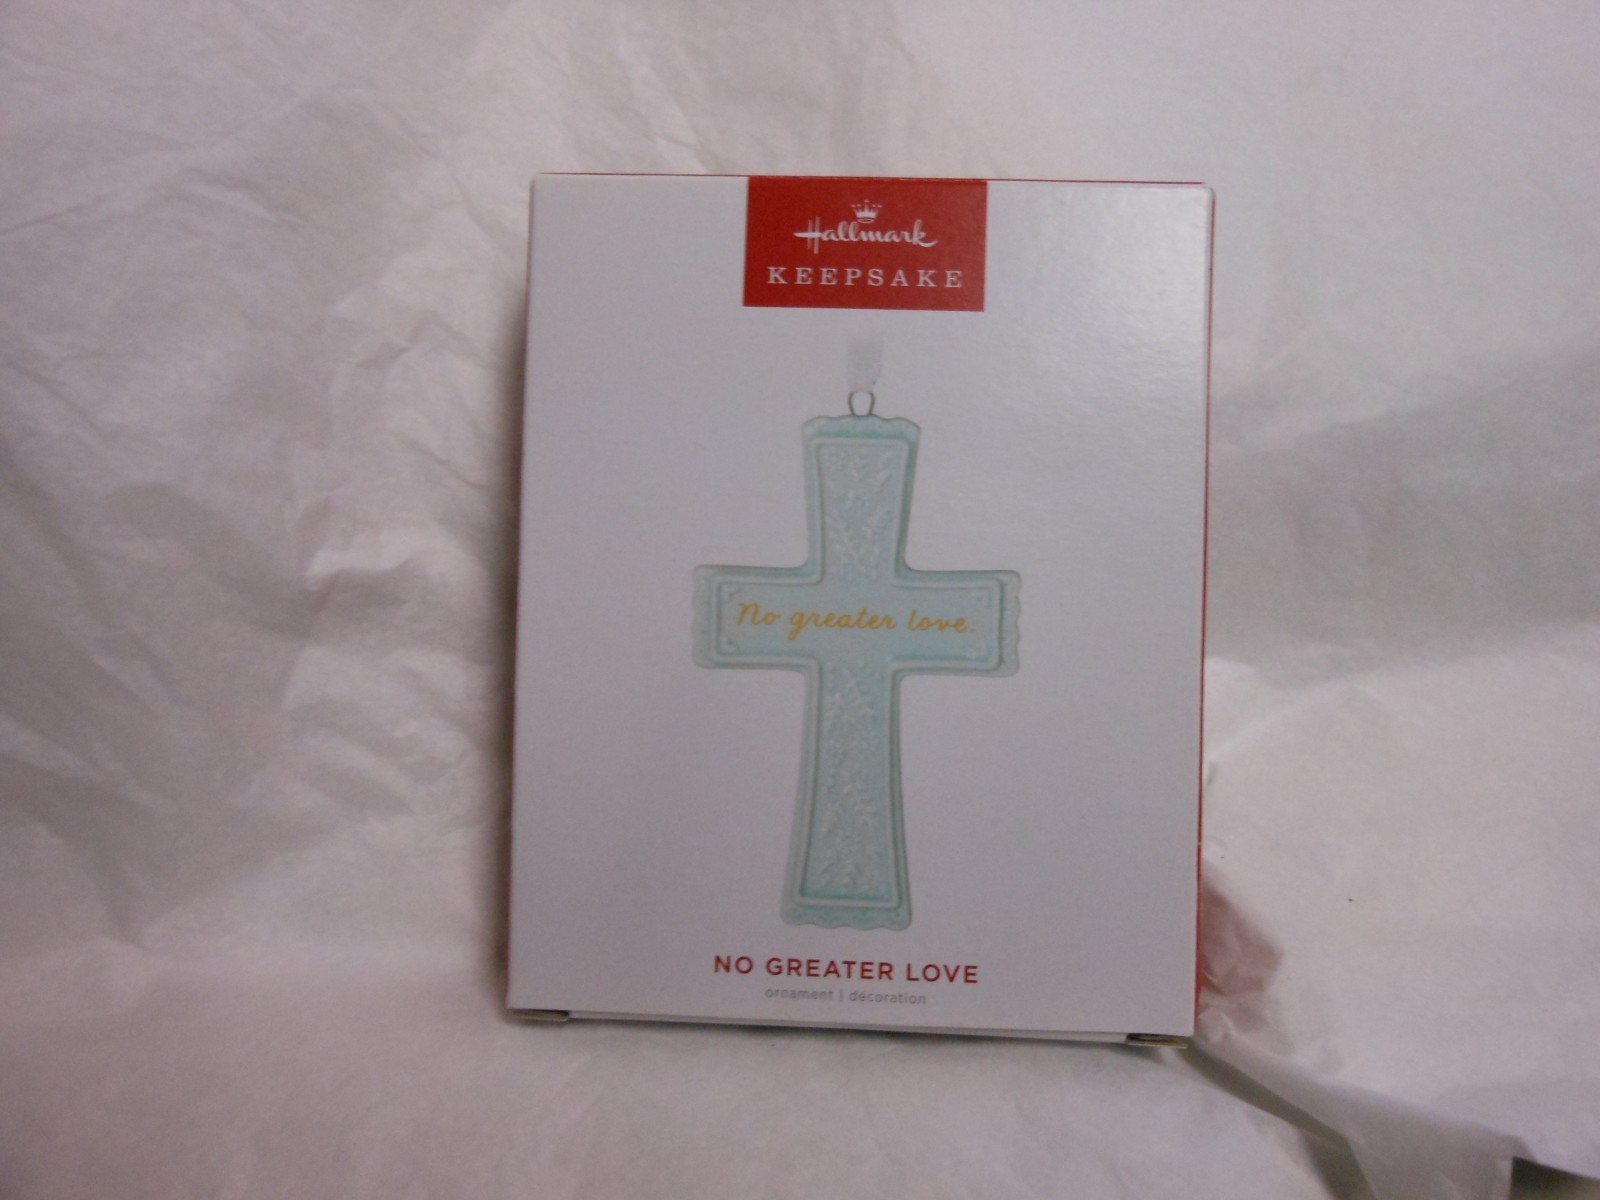 Hallmark
KEEPSAKE
No greater love.
NO GREATER LOVE
ornament | décoration